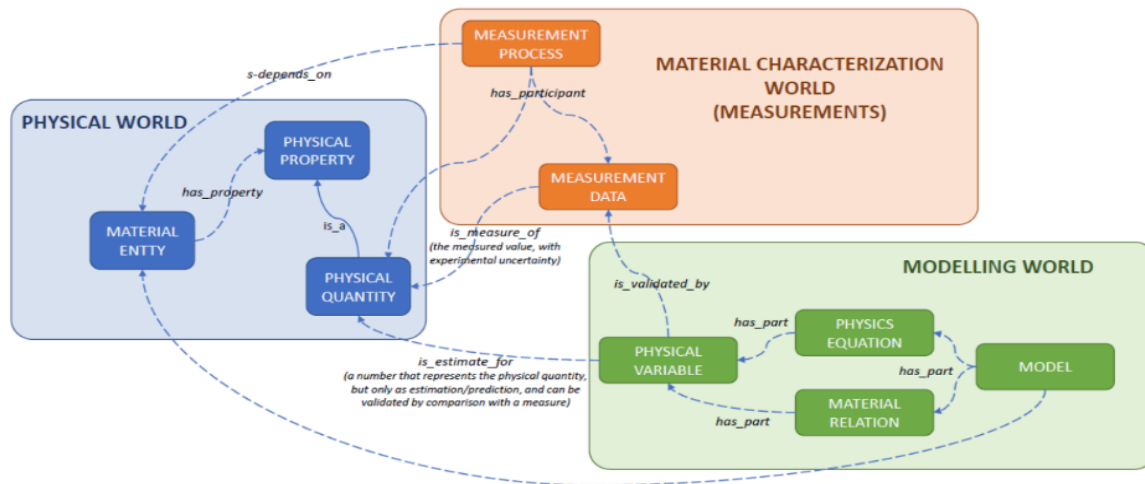 MEASUREMENT
PROCESS
MATERIAL CHARACTERIZATION
WORLD
(MEASUREMENTS)
s-depends_on
has_participant
PHYSICAL WORLD
PHYSICAL
PROPERTY
MEASUREMENT
DATA
has_property
MATERIAL
ENTTY
is_a
is_measure_of
(the measured value, with
experimental uncertainty)
PHYSICAL
QUANTITY
MODELLING WORLD
is_validated_by
has_part
PHYSICS
EQUATION
PHYSICAL
VARIABLE
is_estimate_for
(a number that represents the physical quantity,
but only as estimation/prediction, and can be
validated by comparison with a measure)
has_part
MODEL
MATERIAL
RELATION
has_part